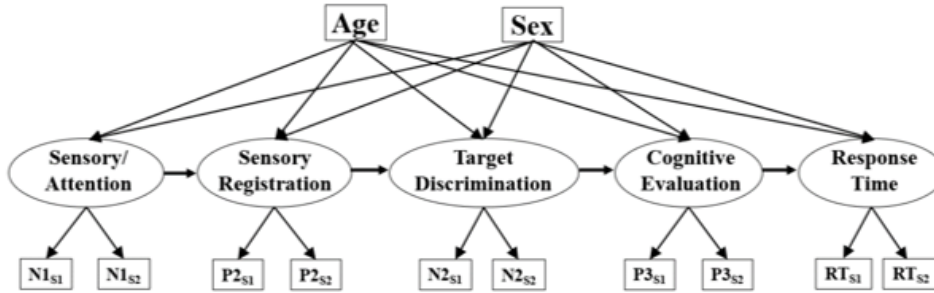 Age Sex
Sensory/ Sensory Target Cognitive Response
Attention Registration Discrimination Evaluation Time
N1S1 N1S2 P2S1 P2S2 N2S1 N2S2 P3S1 P3S2 RTS1 RTS2